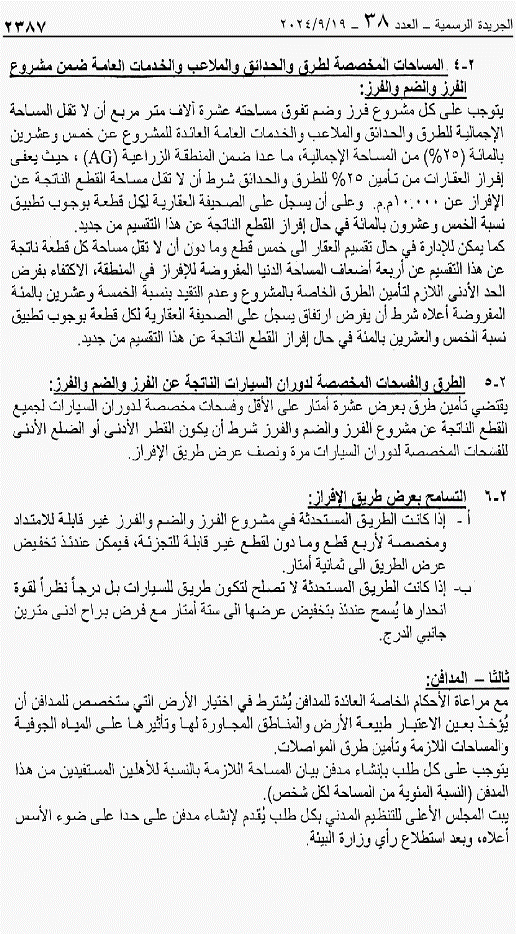 الجريدة الرسمية – العدد ٣٨ – ٢٠٢٤/٩/١٩ ٢٣٨٧
٢-٤ المساحات المخصصة لطرق والحدائق والملاعب والخدمات العامة ضمن مشروع
الفرز والضم والفرز:
يتوجب على كل مشروع فرز وضم تفوق مساحته عشرة آلاف متر مربع أن لا تقل المساحة
الإجمالية للطرق والحدائق والملاعب والخدمات العامة العائدة للمشروع عن خمس وعشرين
بالمائة (٢٥%) من المساحة الإجمالية، ما عدا ضمن المنطقة الزراعية (AG) ، حيث يعفى
إفراز العقارات من تأمين ٢٥% للطرق والحدائق شرط أن لا تقل مساحة القطع الناتجة عن
الإفراز عن ١٠.٠٠٠م.م. وعلى أن يسجل على الصحيفة العقارية لكل قطعة بوجوب تطبيق
نسبة الخمس وعشرون بالمائة في حال إفراز القطع الناتجة عن هذا التقسيم من جديد.
كما يمكن للإدارة في حال تقسيم العقار الى خمس قطع وما دون أن لا تقل مساحة كل قطعة ناتجة
عن هذا التقسيم عن أربعة أضعاف المساحة الدنيا المفروضة للإفراز في المنطقة، الاكتفاء بفرض
الحد الأدنى اللازم لتأمين الطرق الخاصة بالمشروع وعدم التقيد بنسبة الخمسة وعشرين بالمئة
المفروضة أعلاه شرط أن يفرض ارتفاق يسجل على الصحيفة العقارية لكل قطعة بوجوب تطبيق
نسبة الخمس والعشرين بالمئة في حال إفراز القطع الناتجة عن هذا التقسيم من جديد.
٢-٥ الطرق والفسحات المخصصة لدوران السيارات الناتجة عن الفرز والضم والفرز:
يقتضي تأمين طرق بعرض عشرة أمتار على الأقل وفسحات مخصصة لدوران السيارات لجميع
القطع الناتجة عن مشروع الفرز والضم والفرز شرط أن يكون القطر الأدنى أو الضلع الأدنى
للفسحات المخصصة لدوران السيارات مرة ونصف عرض طريق الإفراز.
٢-٦ التسامح بعرض طريق الإفراز:
أ - إذا كانت الطريق المستحدثة في مشروع الفرز والضم والفرز غير قابلة للامتداد
ومخصصة لأربع قطع وما دون لقطع غير قابلة للتجزئة، فيمكن عندئذ تخفيض
عرض الطريق الى ثمانية أمتار.
ب- إذا كانت الطريق المستحدثة لا تصلح لتكون طريق للسيارات بل درجاً نظراً لقوة
انحدارها يُسمح عندئذ بتخفيض عرضها الى ستة أمتار مع فرض براح ادنى مترين
جانبي الدرج.
ثالثا – المدافن:
مع مراعاة الأحكام الخاصة العائدة للمدافن يُشترط في اختيار الأرض التي ستخصص للمدافن أن
يُؤخذ بعين الاعتبار طبيعة الأرض والمناطق المجاورة لها وتأثيرها على المياه الجوفية
والمساحات اللازمة وتأمين طرق المواصلات.
يتوجب على كل طلب بإنشاء مدفن بيان المساحة اللازمة بالنسبة للأهلين المستفيدين من هذا
المدفن (النسبة المئوية من المساحة لكل شخص).
يبت المجلس الأعلى للتنظيم المدني بكل طلب يُقدم لإنشاء مدفن على حدا على ضوء الأسس
أعلاه، وبعد استطلاع رأي وزارة البيئة.